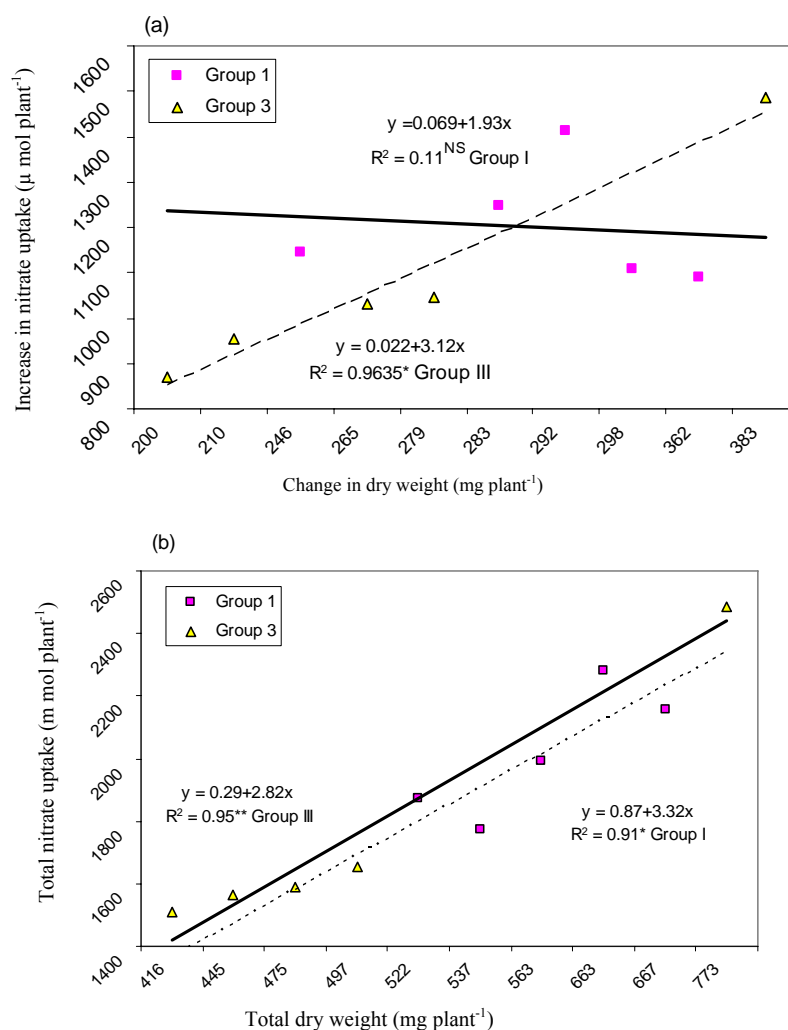 (a)
Group 1
Group 3
y =0.069+1.93x
R² = 0.11ᴺˢ Group I
y = 0.022+3.12x
R² = 0.9635* Group III
Increase in nitrate uptake (µ mol plant⁻¹)
1600
1500
1400
1300
1200
1100
1000
900
800
200 210 246 265 279 283 292 298 362 383
Change in dry weight (mg plant⁻¹)
(b)
Group 1
Group 3
y = 0.29+2.82x
R² = 0.95** Group III
y = 0.87+3.32x
R² = 0.91* Group I
Total nitrate uptake (m mol plant⁻¹)
2600
2400
2200
2000
1800
1600
1400
416 445 475 497 522 537 563 663 667 773
Total dry weight (mg plant⁻¹)